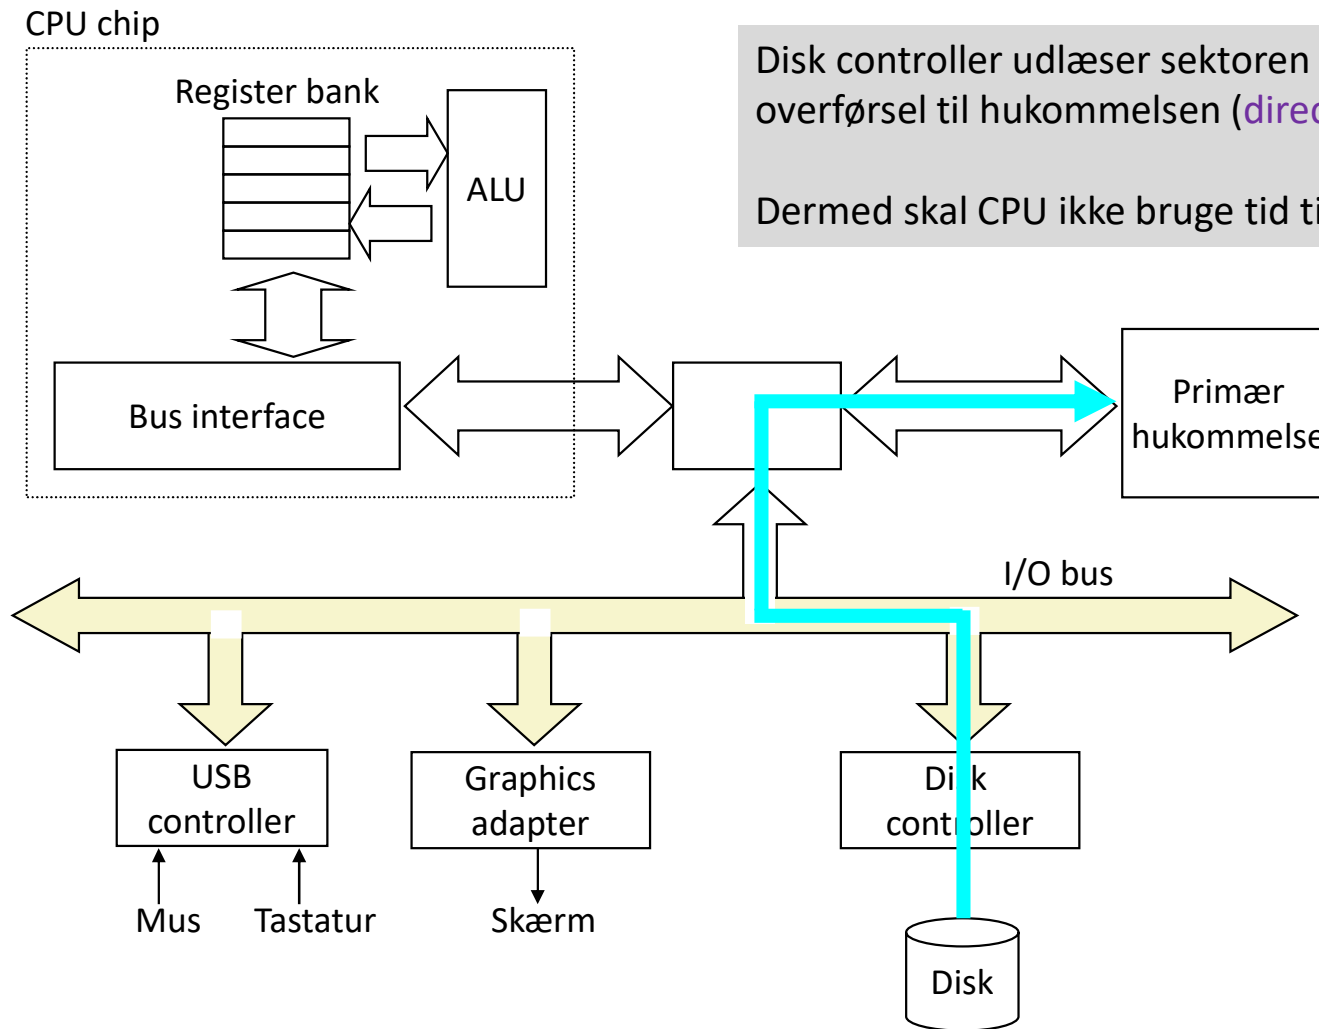 CPU chip
Disk controller udlæser sektoren
overførsel til hukommelsen (direc
Dermed skal CPU ikke bruge tid ti
Register bank
ALU
Bus interface
Primær
hukommelse
I/O bus
USB
controller
Graphics
adapter
Disk
controller
Mus
Tastatur
Skærm
Disk